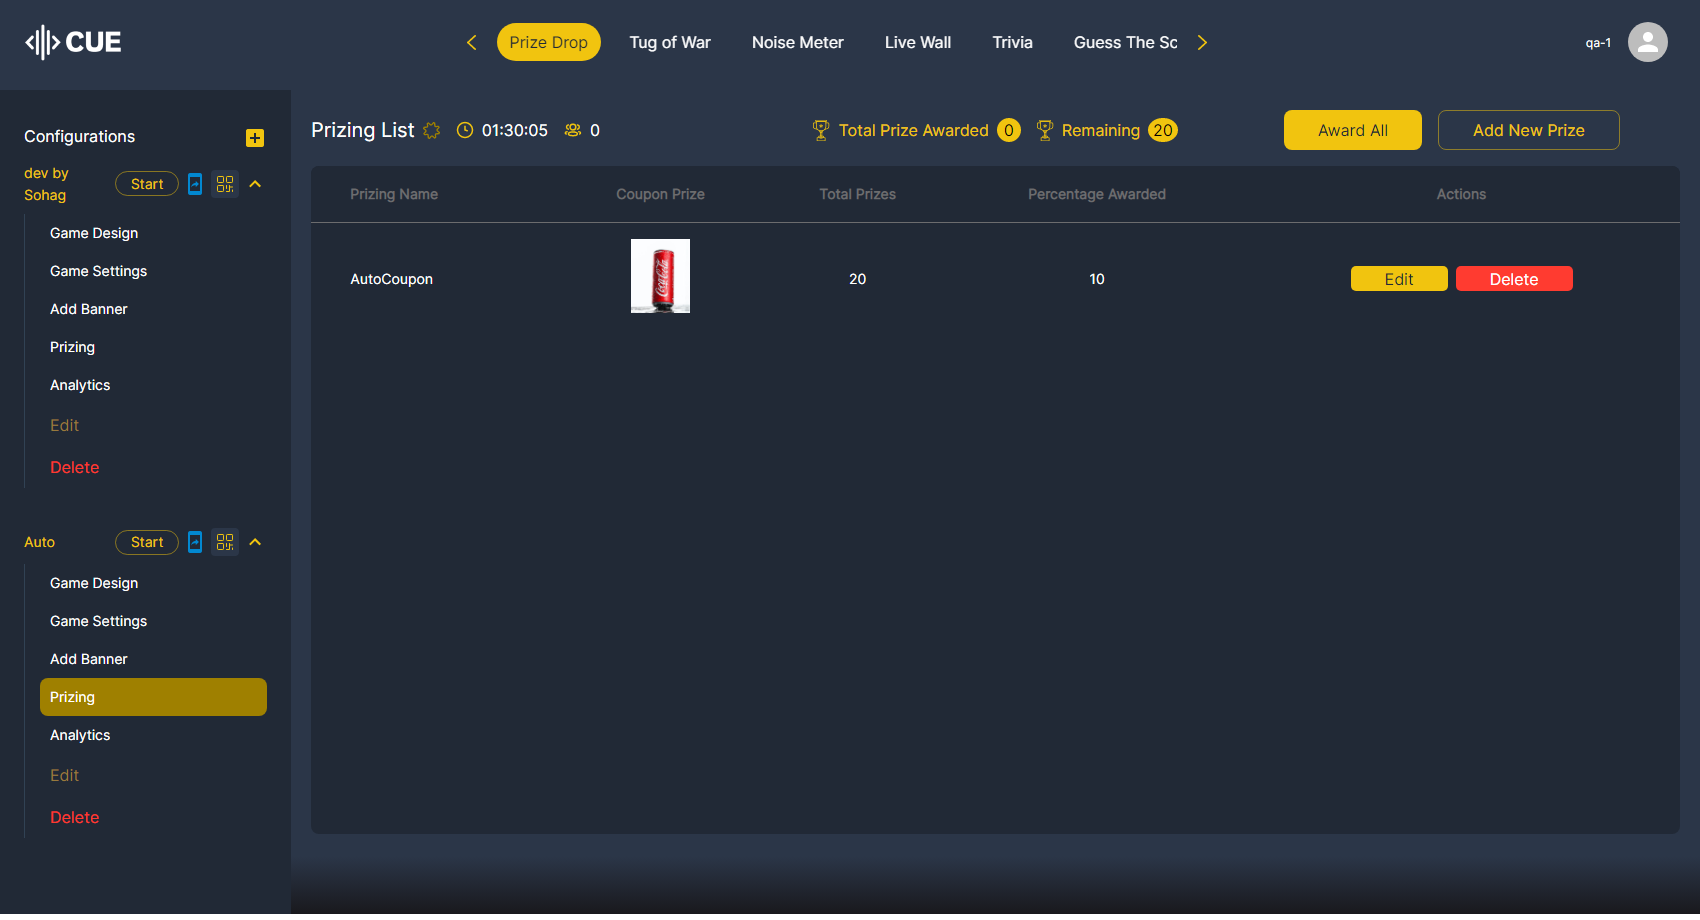 CUE
Prize Drop
Tug of War
Noise Meter
Live Wall
Trivia
Guess The Sc
qa-1
Configurations
dev by
Sohag
Start
Game Design
Game Settings
Add Banner
Prizing
Analytics
Edit
Delete
Auto
Start
Game Design
Game Settings
Add Banner
Prizing
Analytics
Edit
Delete
Prizing List
01:30:05
0
Total Prize Awarded 0
Remaining 20
Award All
Add New Prize
Prizing Name
Coupon Prize
Total Prizes
Percentage Awarded
Actions
AutoCoupon
Coca-Cola
20
10
Edit
Delete